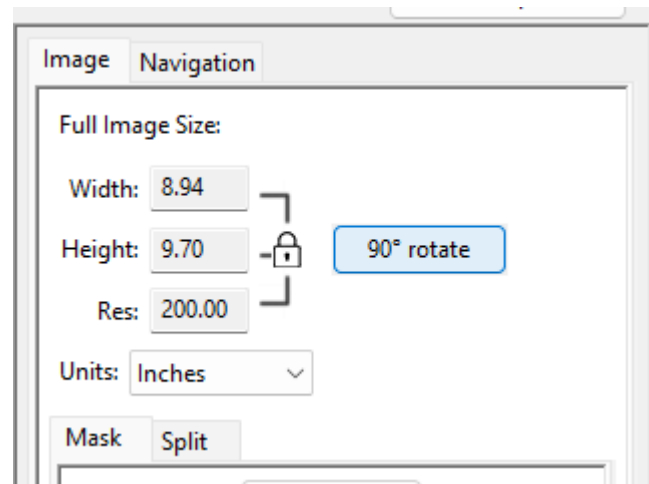 Image Navigation
Full Image Size:
Width: 8.94
Height: 9.70
90° rotate
Res: 200.00
Units: Inches
Mask Split